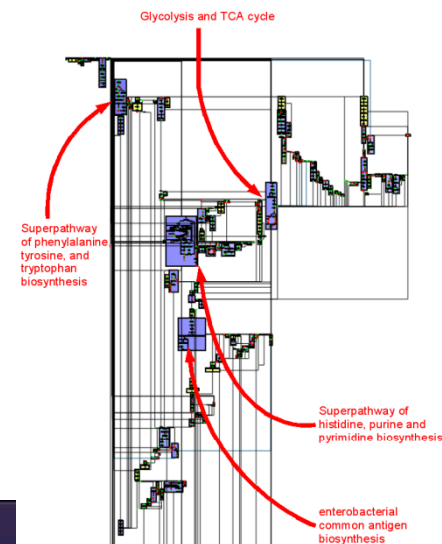 Glycolysis and TCA cycle
Superpathway
of phenylalanine,
tyrosine, and
tryptophan
biosynthesis
Superpathway of
histidine, purine and
pyrimidine biosynthesis
enterobacterial
common antigen
biosynthesis